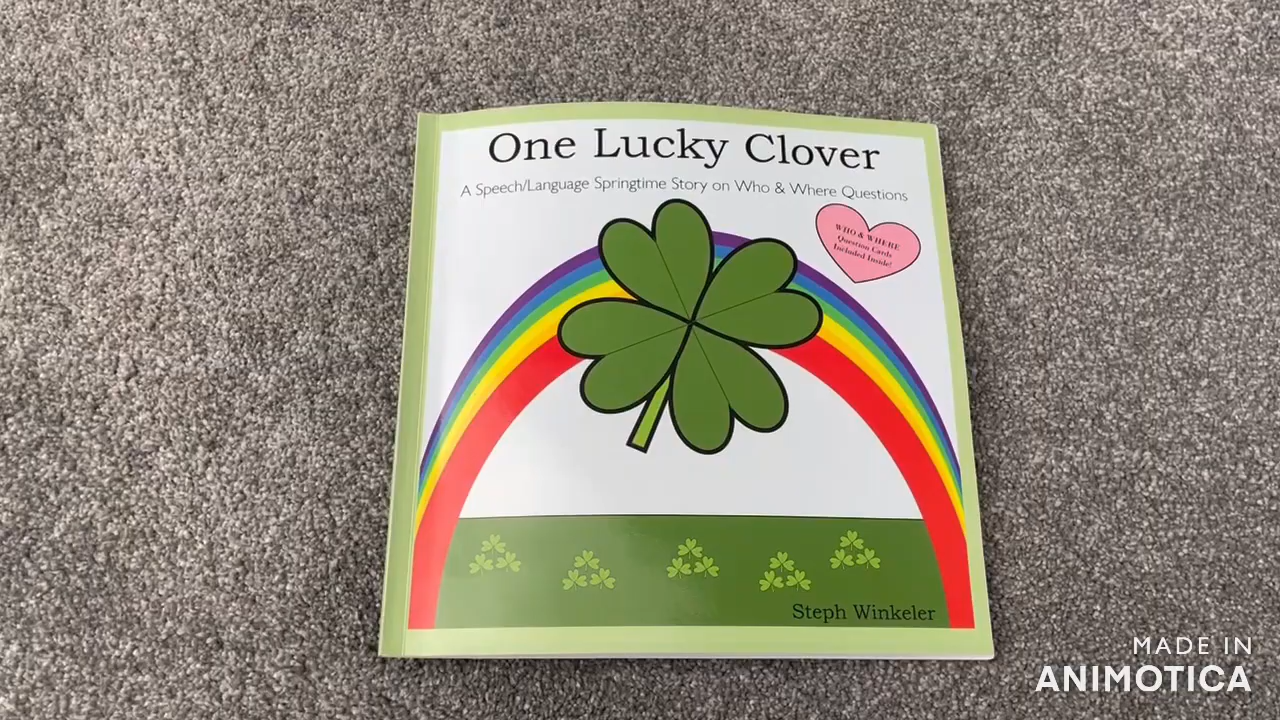 One Lucky Clover
A Speech/Language Springtime Story on Who & Where Questions
WHO & WHERE
Question Cards
Included Inside!
Steph Winkeler
MADE IN
ANIMOTICA